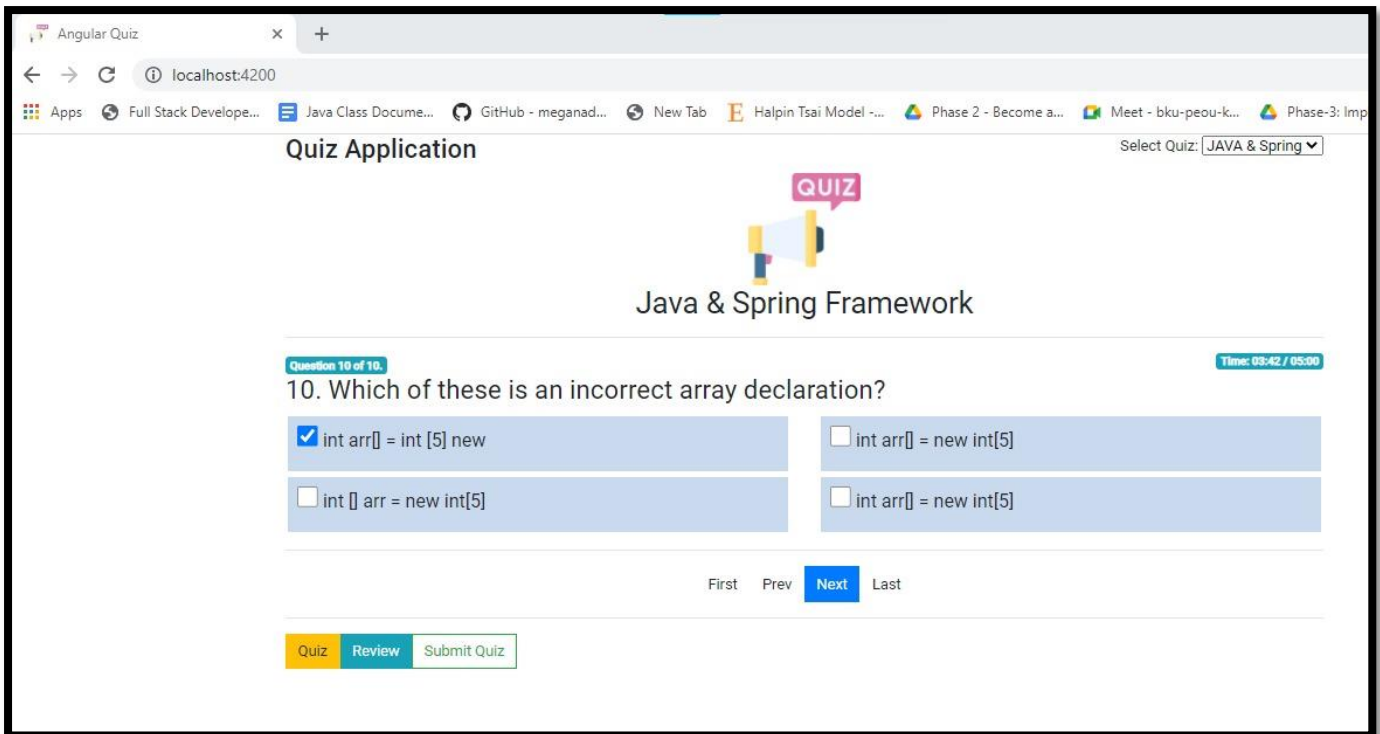 Angular Quiz
localhost:4200
Apps Full Stack Develope... Java Class Docume... GitHub - meganad... New Tab Halpin Tsai Model -... Phase 2 - Become a... Meet - bku-peou-k... Phase-3: Imp
Quiz Application Select Quiz: JAVA & Spring
QUIZ
Java & Spring Framework
Question 10 of 10. Time: 03:42 / 05:00
10. Which of these is an incorrect array declaration?
int arr[] = int [5] new int arr[] = new int[5]
int [] arr = new int[5] int arr[] = new int[5]
First Prev Next Last
Quiz Review Submit Quiz